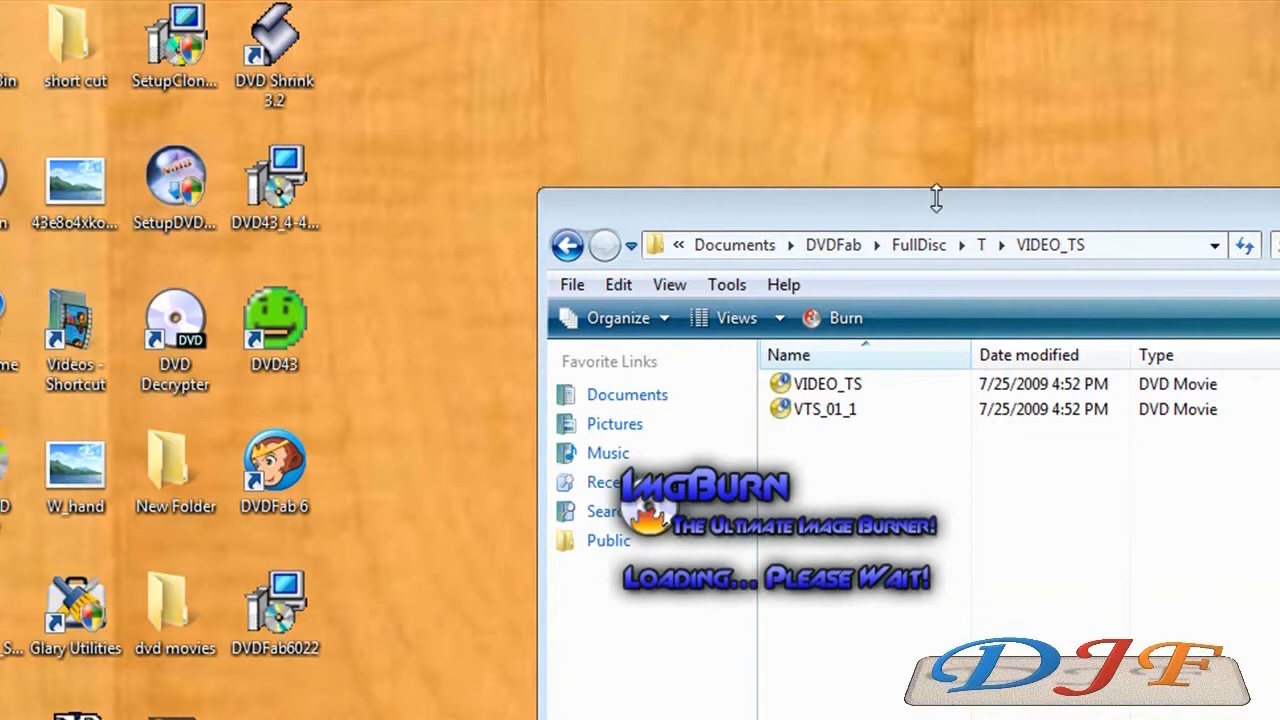 short cut
SetupClon...
DVD Shrink
3.2
43e8o4xko...
SetupDVD...
DVD43_4-4...
Videos -
Shortcut
DVD
Decrypter
DVD
DVD43
W_hand
New Folder
DVDFab 6
Glary Utilities
dvd movies
DVDFab6022
« Documents DVDFab FullDisc T VIDEO_TS
File Edit View Tools Help
Organize Views Burn
Favorite Links
Documents
Pictures
Music
Rece
Sear
Public
Name Date modified Type
VIDEO_TS 7/25/2009 4:52 PM DVD Movie
VTS_01_1 7/25/2009 4:52 PM DVD Movie
ImgBurn
The Ultimate Image Burner!
Loading... Please Wait!
DJF